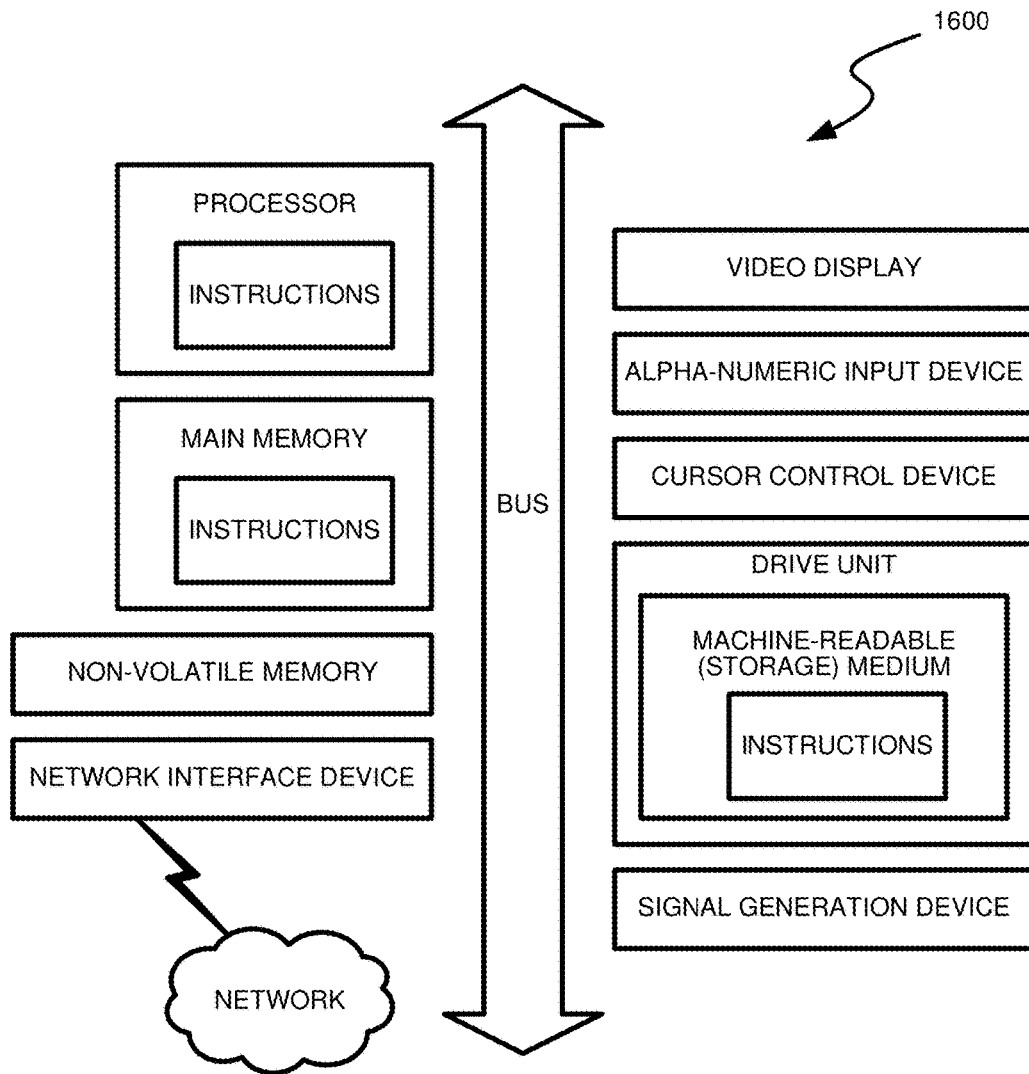 1600
PROCESSOR
INSTRUCTIONS
MAIN MEMORY
INSTRUCTIONS
NON-VOLATILE MEMORY
NETWORK INTERFACE DEVICE
NETWORK
BUS
VIDEO DISPLAY
ALPHA-NUMERIC INPUT DEVICE
CURSOR CONTROL DEVICE
DRIVE UNIT
MACHINE-READABLE
(STORAGE) MEDIUM
INSTRUCTIONS
SIGNAL GENERATION DEVICE